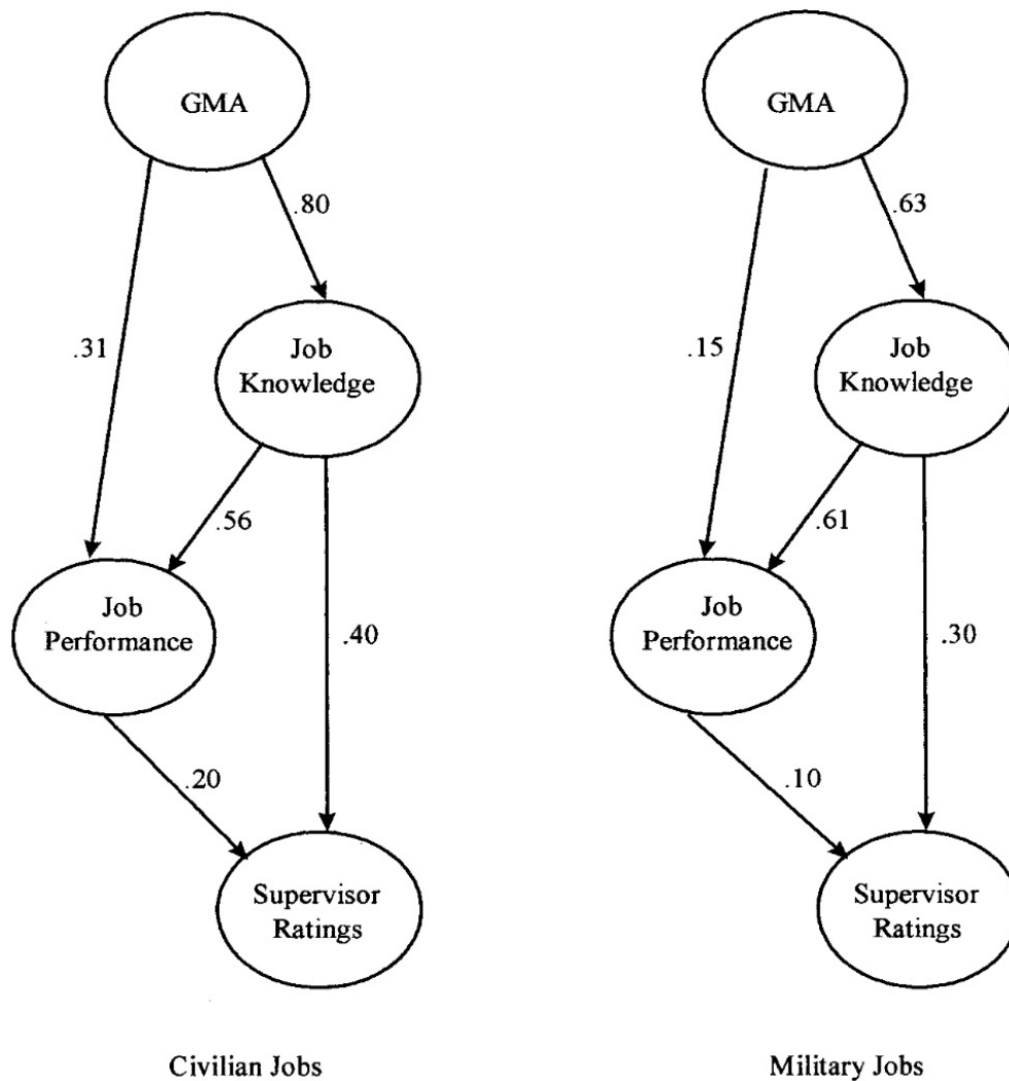 GMA
.80
.31
Job
Knowledge
.56
Job
Performance
.40
.20
Supervisor
Ratings
Civilian Jobs
GMA
.63
.15
Job
Knowledge
.61
Job
Performance
.30
.10
Supervisor
Ratings
Military Jobs